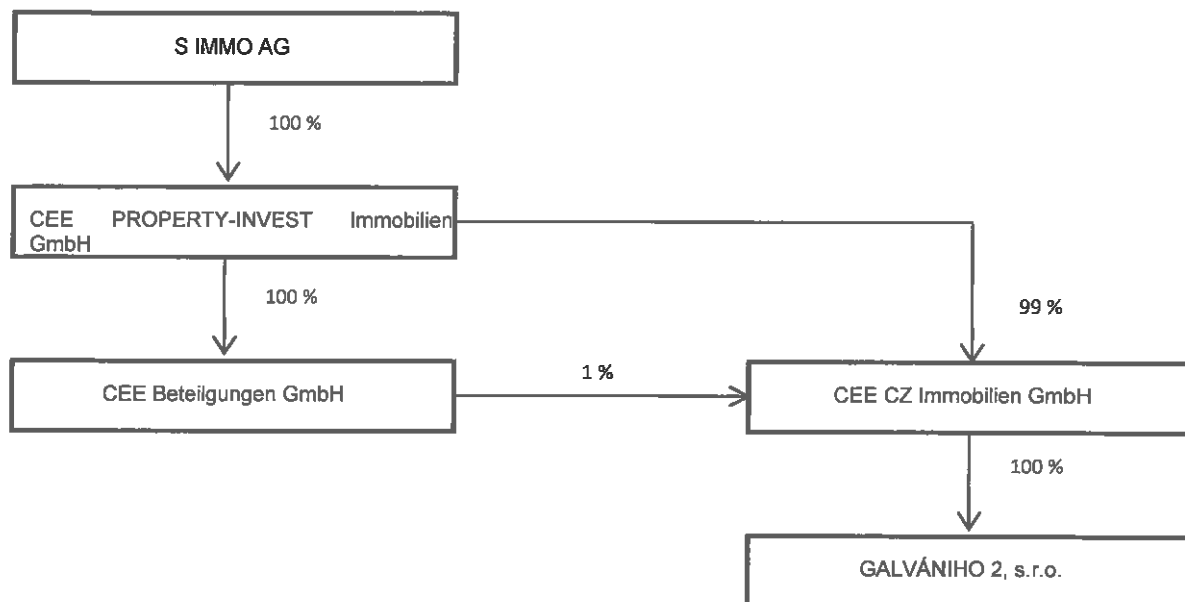 S IMMO AG
100 %
CEE PROPERTY-INVEST Immobilien
GmbH
100 %
99 %
CEE Beteilgungen GmbH
1 %
CEE CZ Immobilien GmbH
100 %
GALVÁNIHO 2, s.r.o.